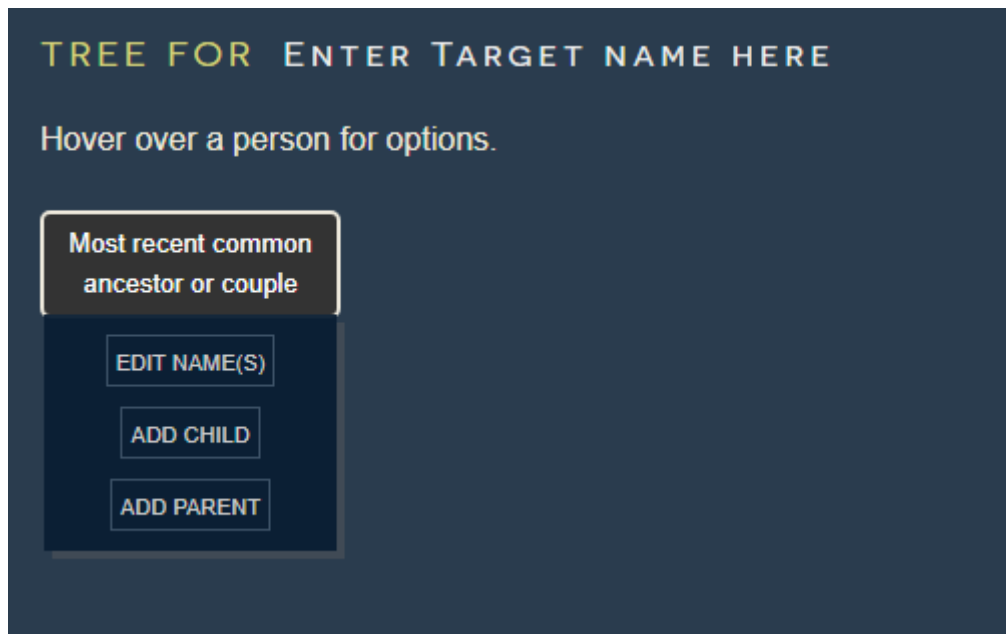 TREE FOR ENTER TARGET NAME HERE
Hover over a person for options.
Most recent common
ancestor or couple
EDIT NAME(S)
ADD CHILD
ADD PARENT